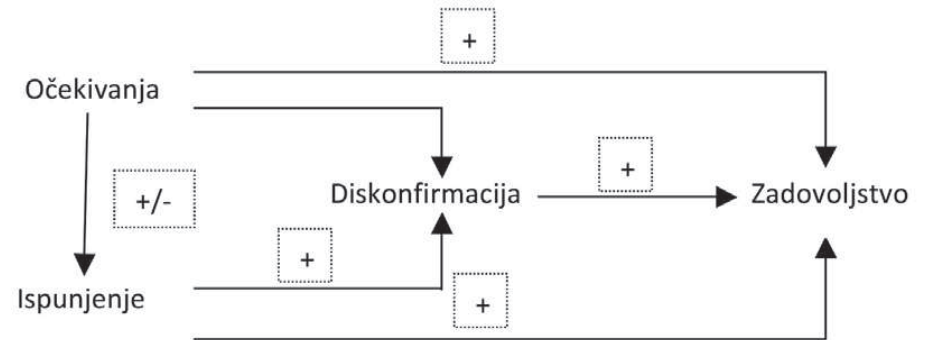 +
Očekivanja
Diskonfirmacija
+
Zadovoljstvo
+/-
+
Ispunjenje
+